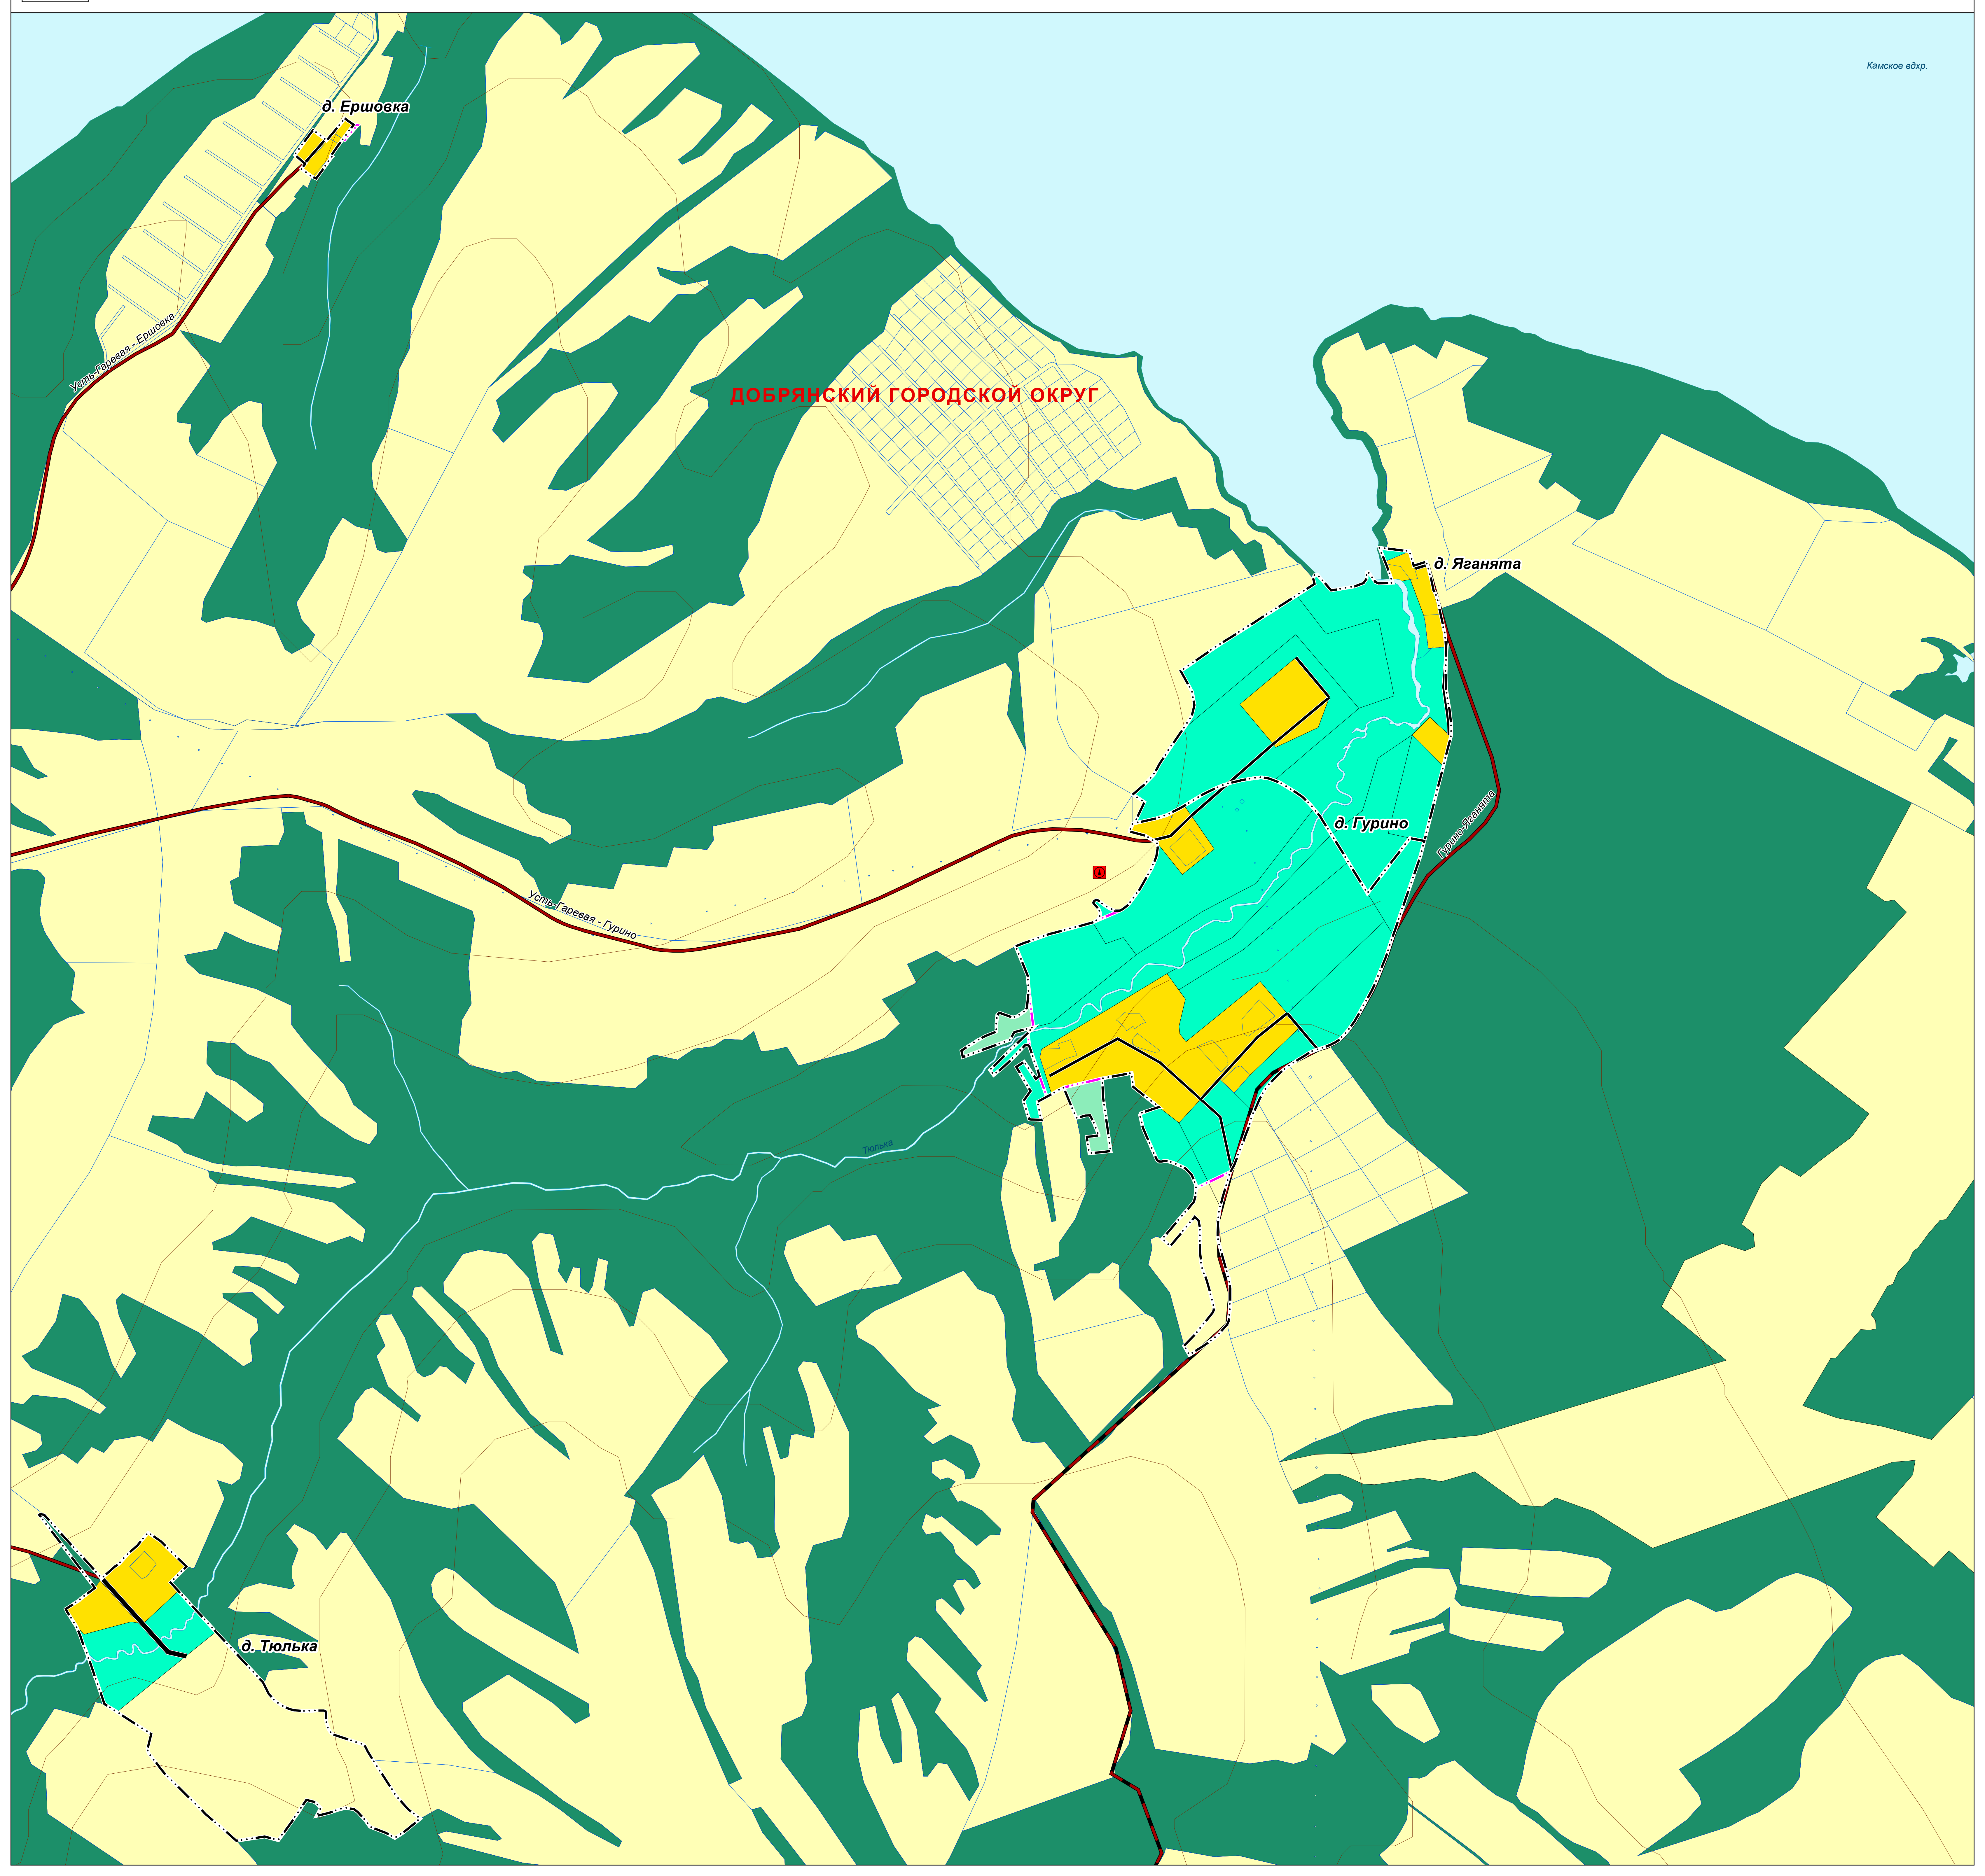 Камское вдхр.
д. Ершовка
Усть-Гаревая - Ершовка
ДОБРЯНСКИЙ ГОРОДСКОЙ ОКРУГ
д. Яганята
д. Гурино
Гурино-Яганята
Усть-Гаревая - Гурино
Тюлька
д. Тюлька